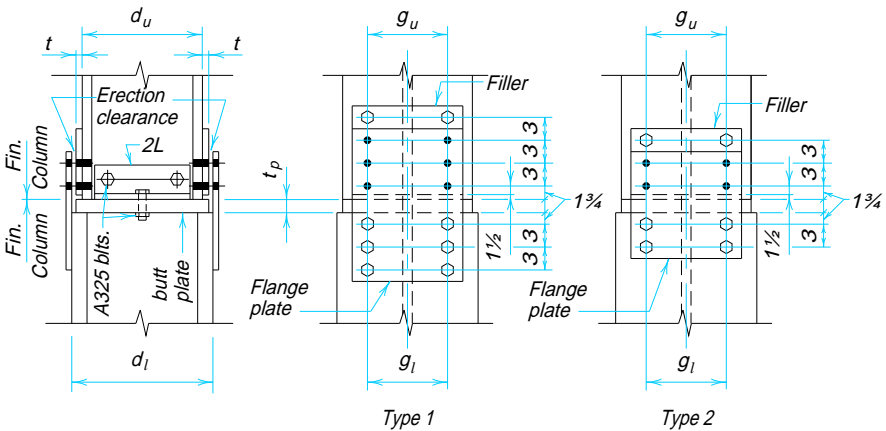 d_u
t
t
Erection
clearance
2L
Fin.
Column
Fin.
Column
A325 blts.
butt
plate
d_l
t_p
g_u
Filler
3
3
3
1¾
1½
3
3
Flange
plate
g_l
Type 1
g_u
Filler
3
3
1¾
1½
3
Flange
plate
g_l
Type 2